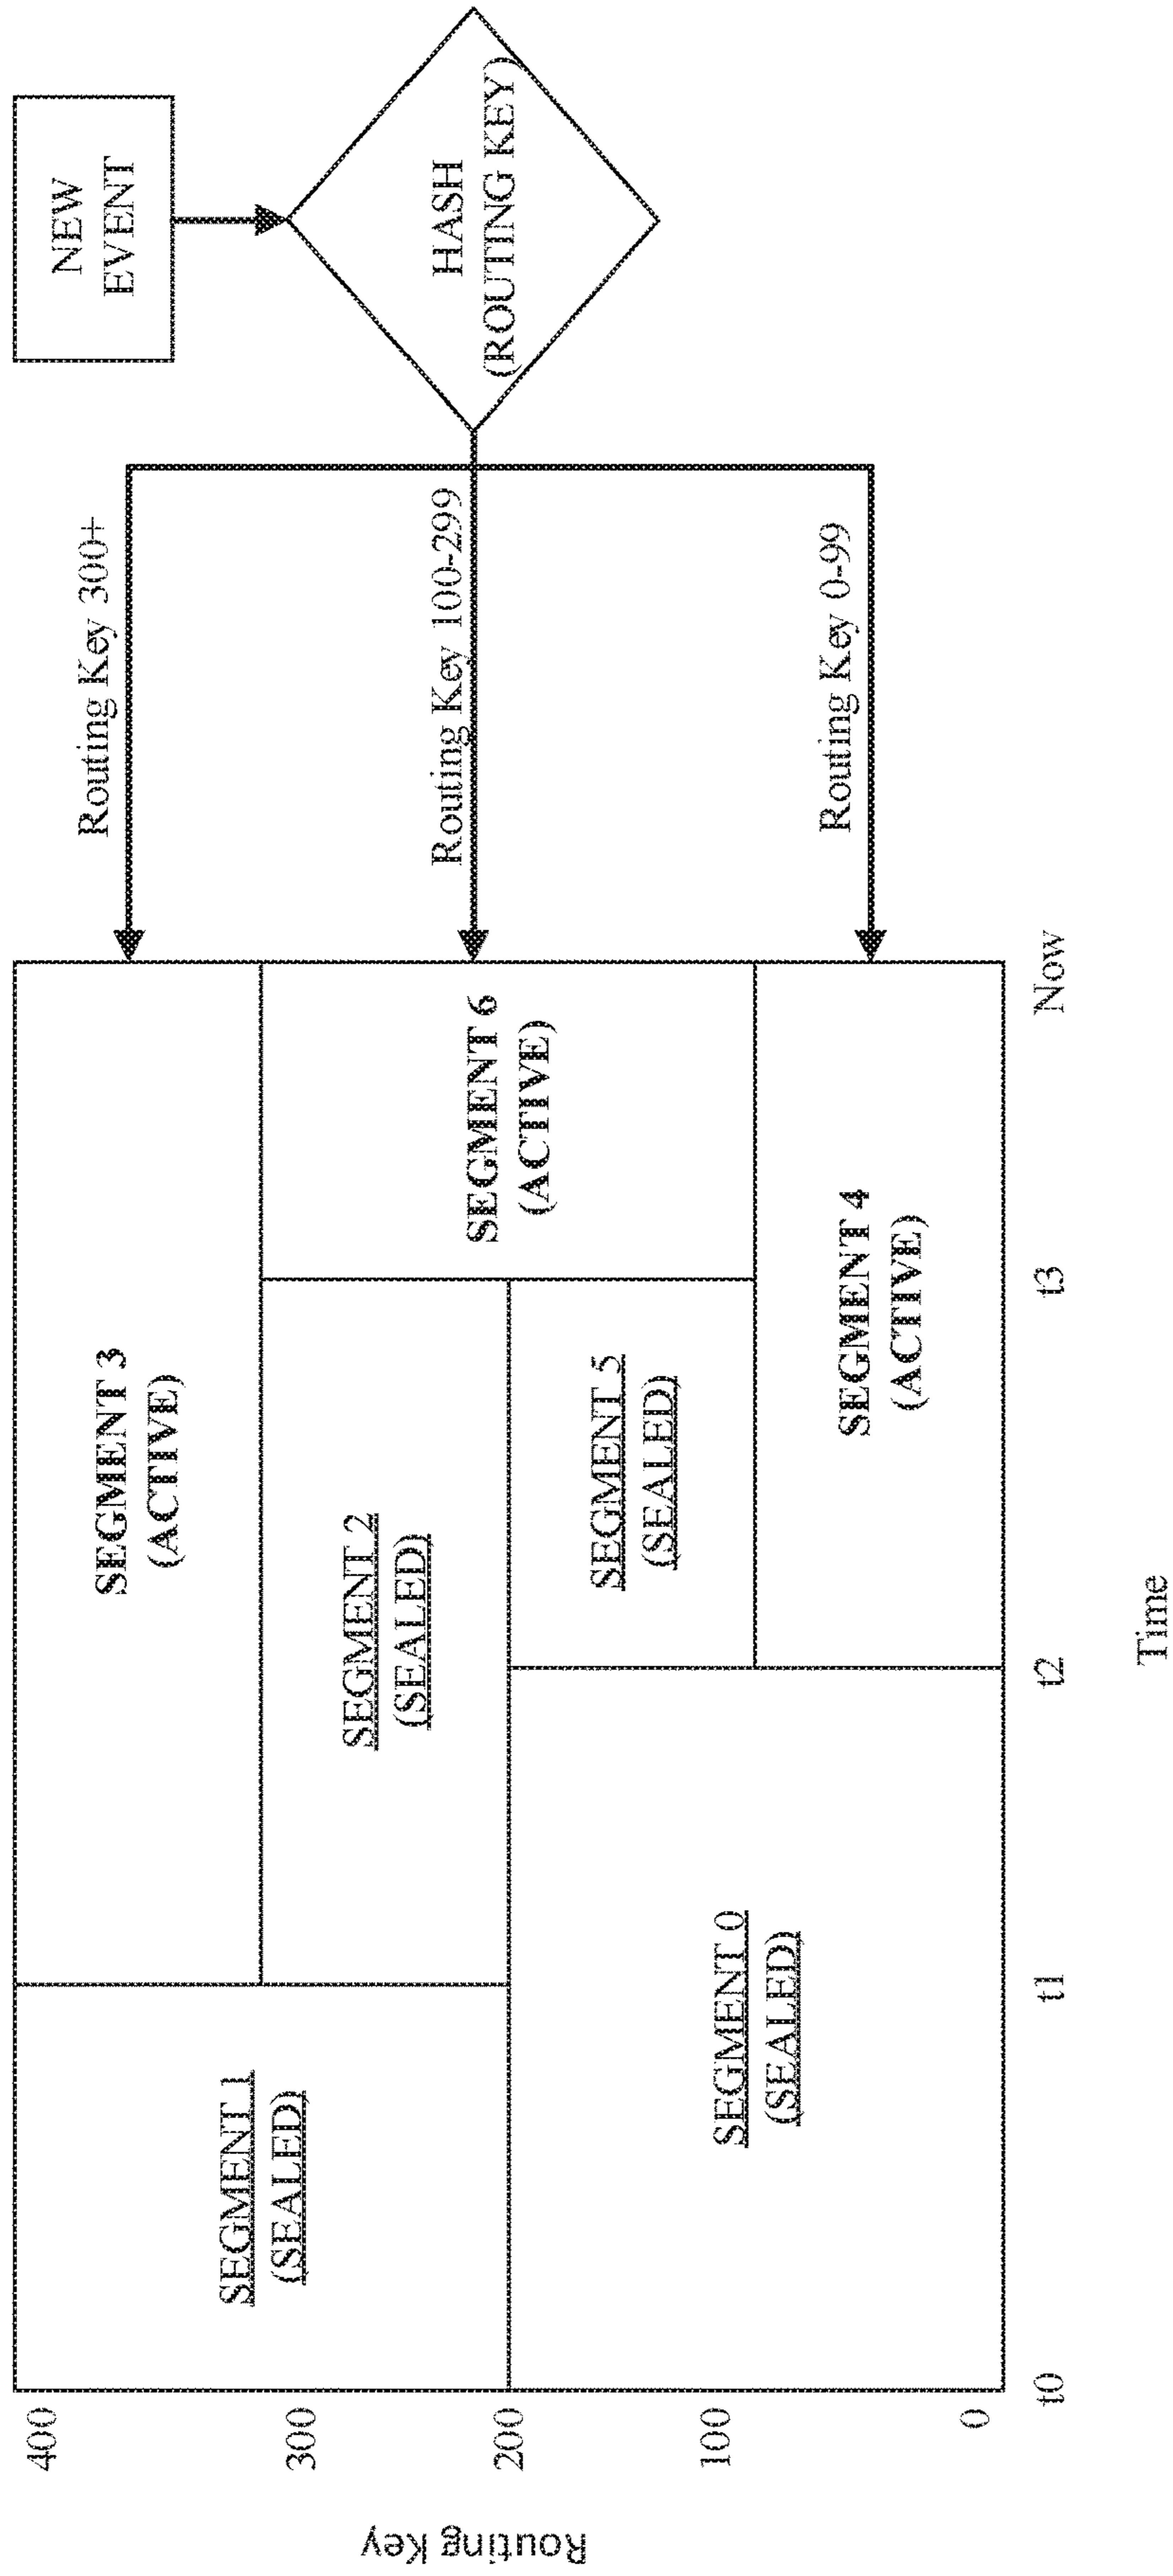 NEW
EVENT
HASH
(ROUTING KEY)
Routing Key 300+
Routing Key 100-299
Routing Key 0-99
SEGMENT 3
(ACTIVE)
SEGMENT 6
(ACTIVE)
SEGMENT 4
(ACTIVE)
SEGMENT 2
(SEALED)
SEGMENT 5
(SEALED)
SEGMENT 1
(SEALED)
SEGMENT 0
(SEALED)
Routing Key
400
300
200
100
0
t0
t1
t2
t3
Now
Time